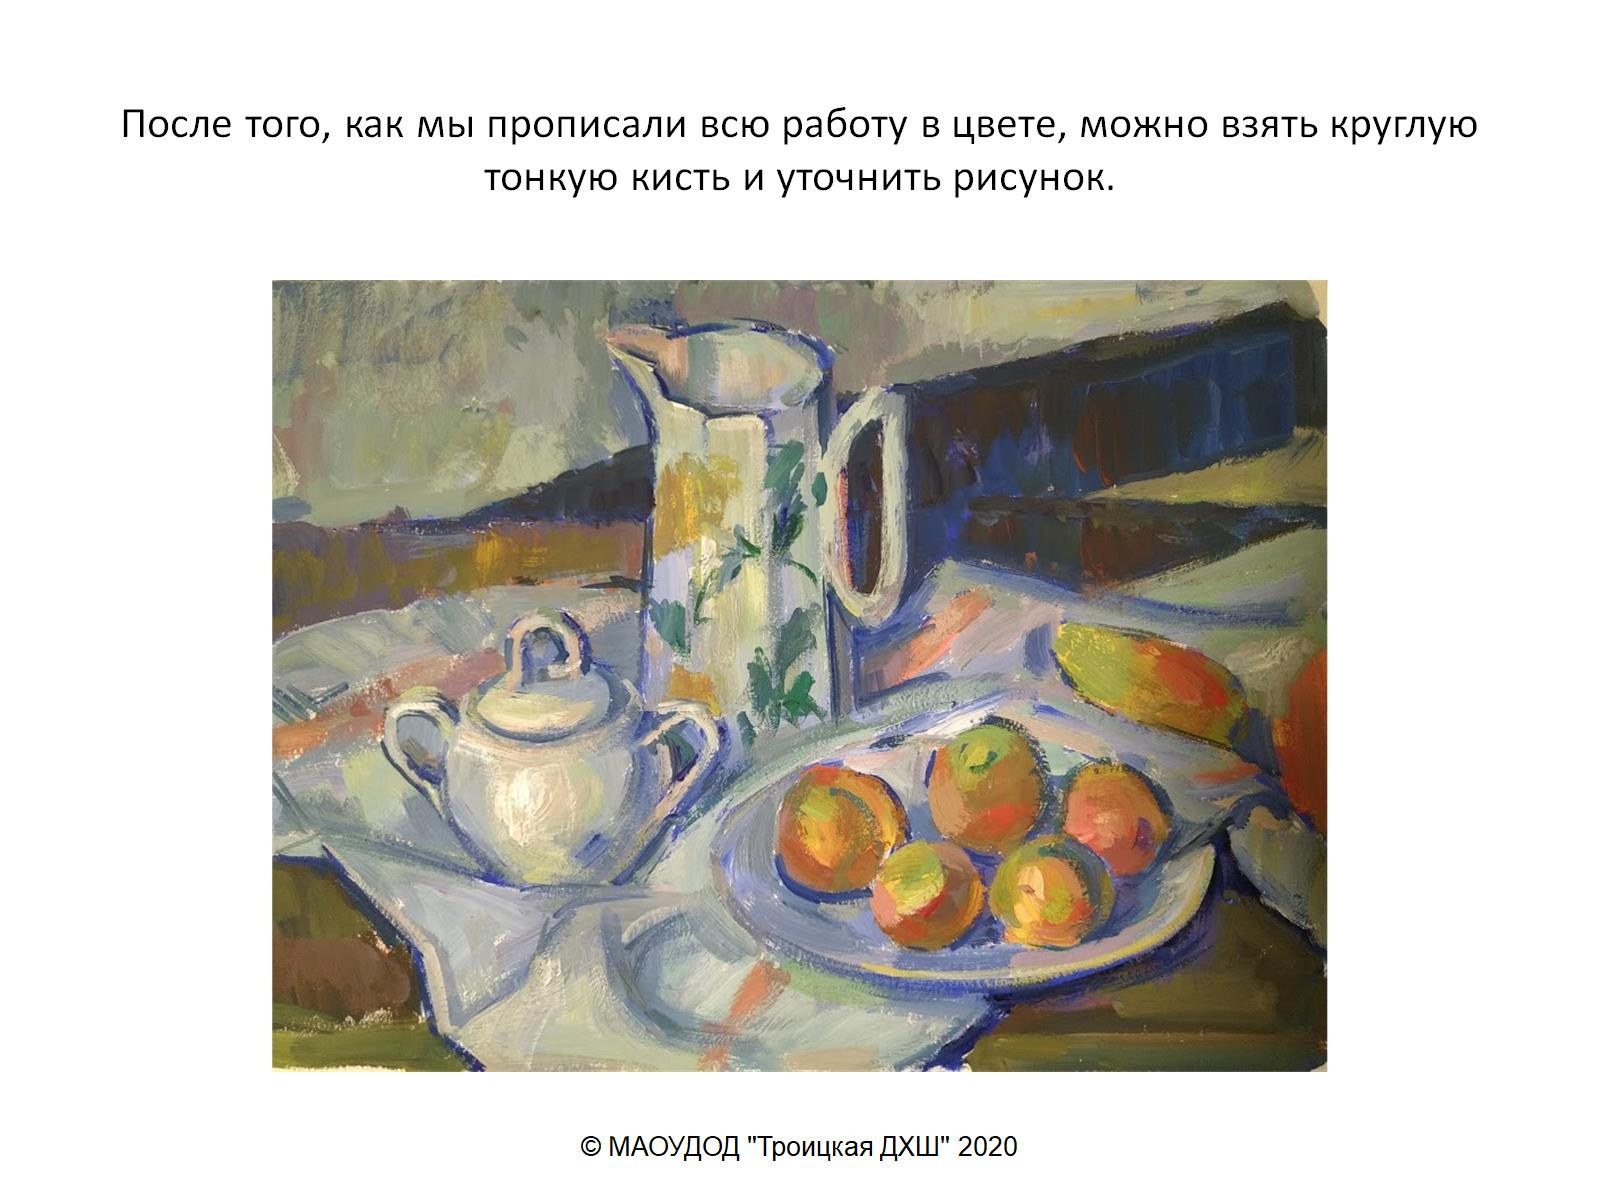 После того, как мы прописали всю работу в цвете, можно взять круглую
тонкую кисть и уточнить рисунок.
© МАОУДОД "Троицкая ДХШ" 2020